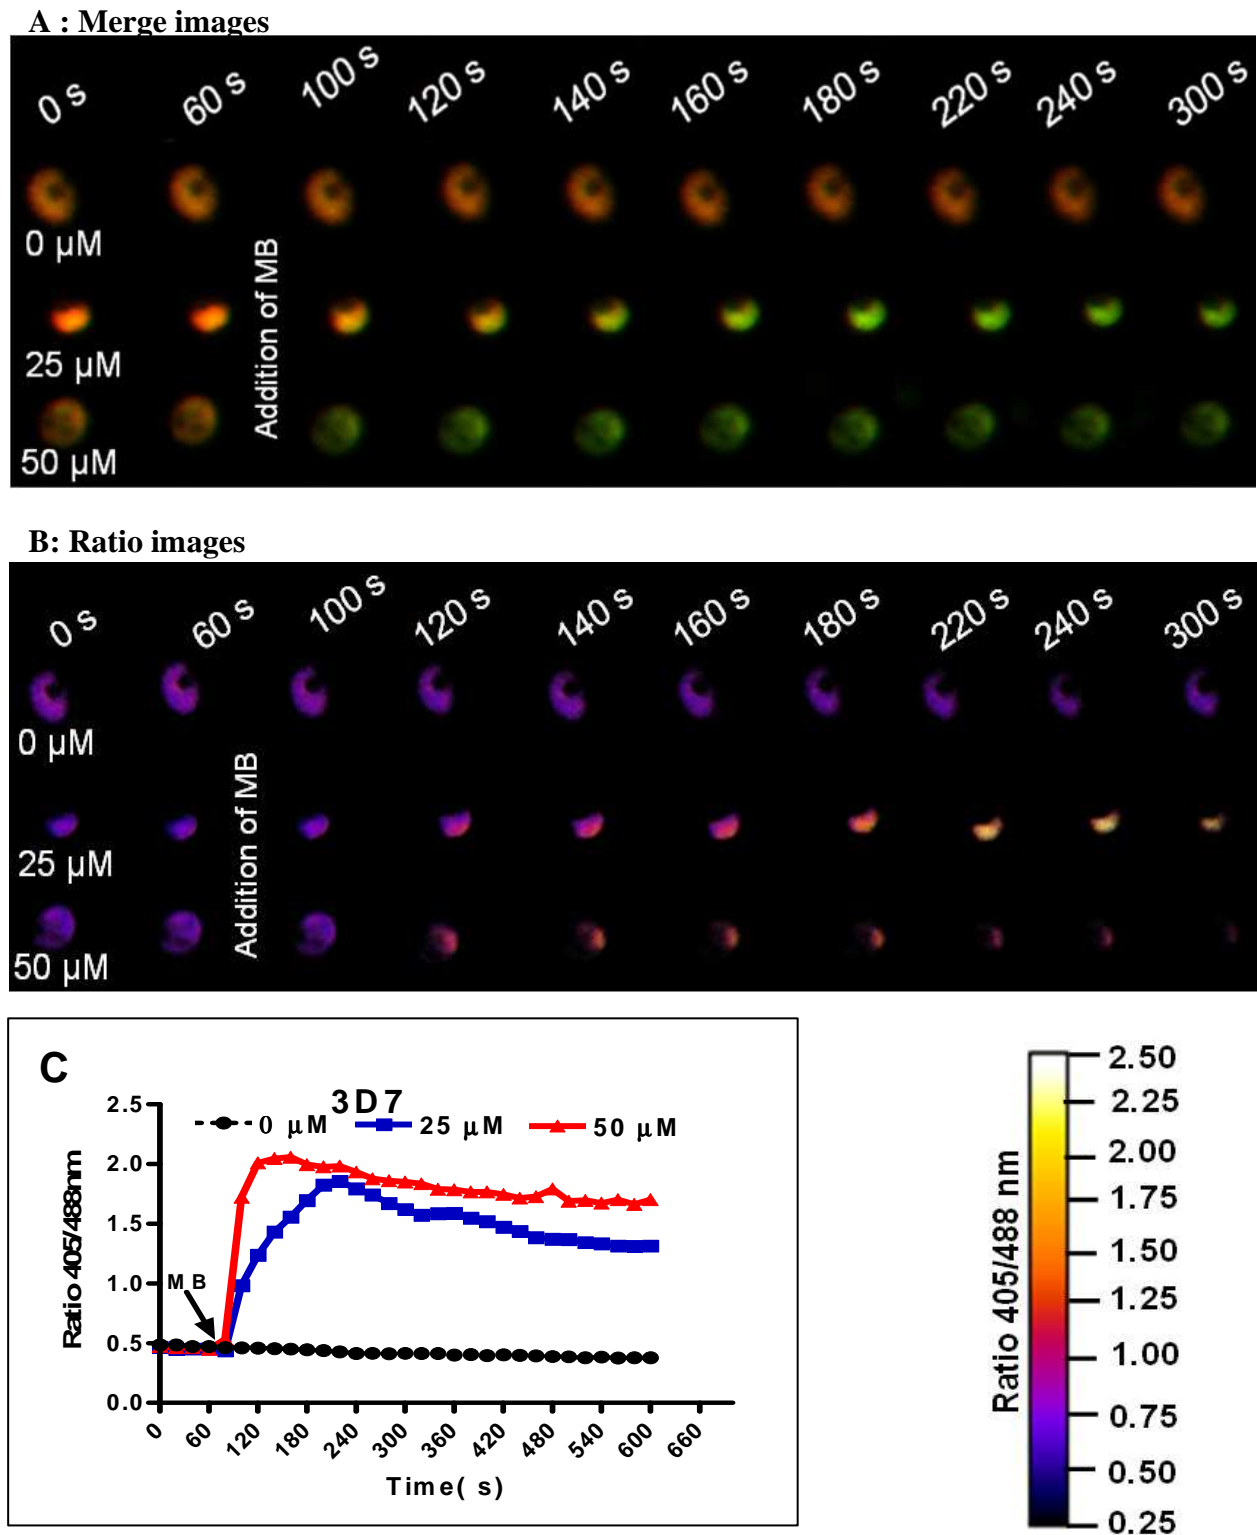 A : Merge images
0 s 60 s 100 s 120 s 140 s 160 s 180 s 220 s 240 s 300 s
0 µM
Addition of MB
25 µM
50 µM
B: Ratio images
0 s 60 s 100 s 120 s 140 s 160 s 180 s 220 s 240 s 300 s
0 µM
Addition of MB
25 µM
50 µM
C
3D7
0 µM 25 µM 50 µM
2.5
2.0
1.5
1.0
0.5
0.0
Ratio 405/488nm
MB
0 60 120 180 240 300 360 420 480 540 600 660
Time( s)
Ratio 405/488 nm
2.50
2.25
2.00
1.75
1.50
1.25
1.00
0.75
0.50
0.25